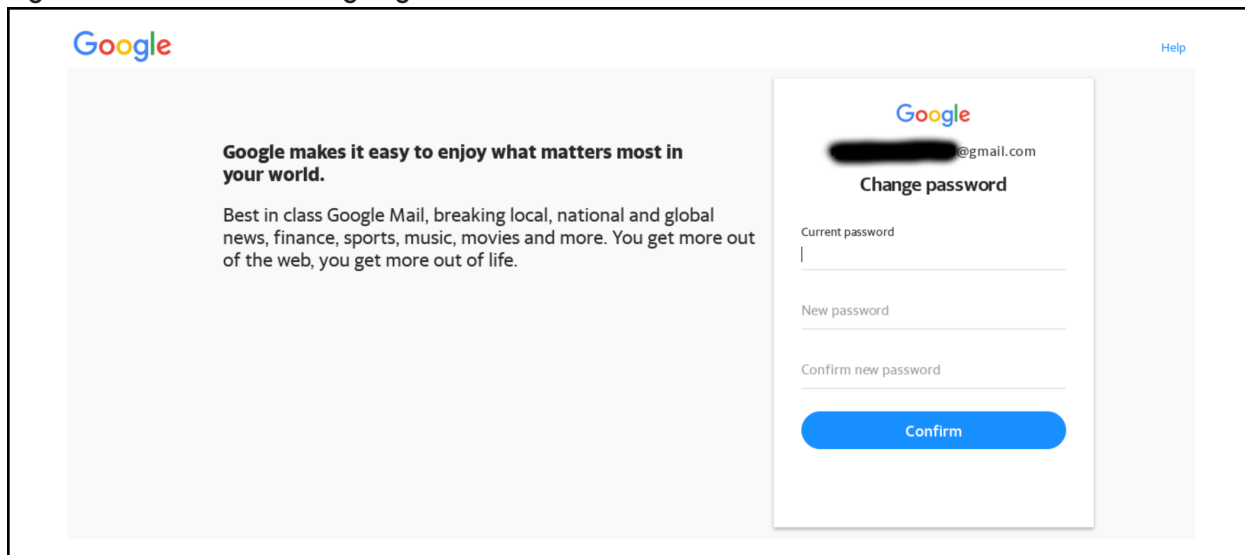 Google
Help
Google makes it easy to enjoy what matters most in
your world.
Best in class Google Mail, breaking local, national and global
news, finance, sports, music, movies and more. You get more out
of the web, you get more out of life.
Google
@gmail.com
Change password
Current password
New password
Confirm new password
Confirm